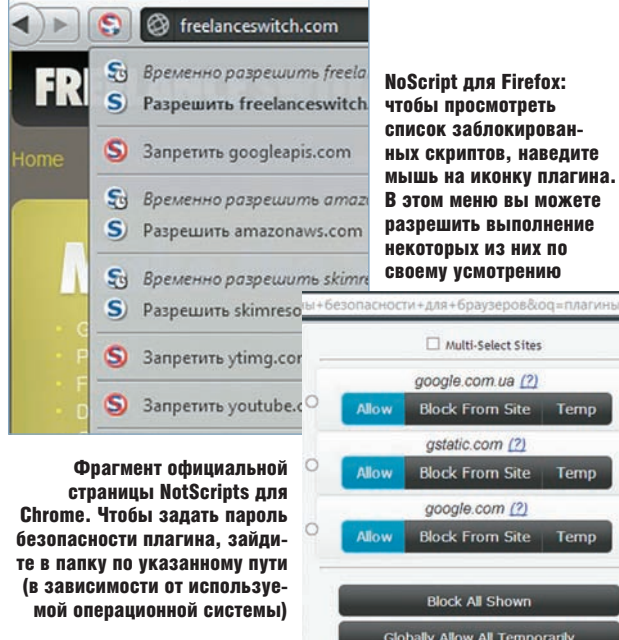 freelanceswitch.com
FR
Временно разрешить freela
Разрешить freelanceswitch.
Home
Запретить googleapis.com
Временно разрешить amaz
Разрешить amazonaws.com
Временно разрешить skimre
Разрешить skimreso
Запретить ytimg.com
Запретить youtube.c
NoScript для Firefox:
чтобы просмотреть
список заблокирован-
ных скриптов, наведите
мышь на иконку плагина.
В этом меню вы можете
разрешить выполнение
некоторых из них по
своему усмотрению
ы+безопасности+для+браузеров&oq=плагины
Multi-Select Sites
google.com.ua (?)
Allow Block From Site Temp
gstatic.com (?)
Allow Block From Site Temp
google.com (?)
Allow Block From Site Temp
Block All Shown
Globally Allow All Temporarily
Фрагмент официальной
страницы NotScripts для
Chrome. Чтобы задать пароль
безопасности плагина, зайди-
те в папку по указанному пути
(в зависимости от используе-
мой операционной системы)